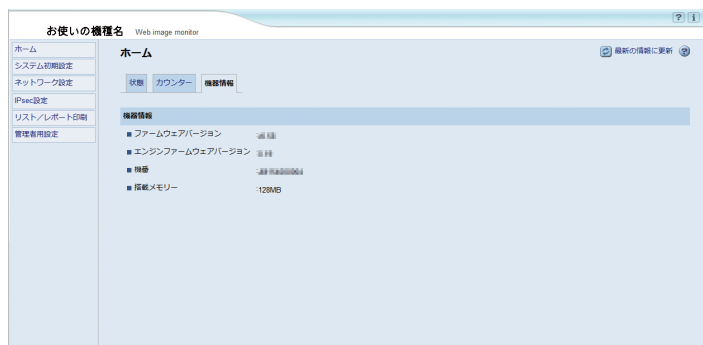 お使いの機種名 Web image monitor
? i
ホーム
システム初期設定
ネットワーク設定
IPsec設定
リスト／レポート印刷
管理者用設定
ホーム
最新の情報に更新 ?
状態 カウンター 機器情報
機器情報
ファームウェアバージョン
エンジンファームウェアバージョン
機番
搭載メモリー :128MB